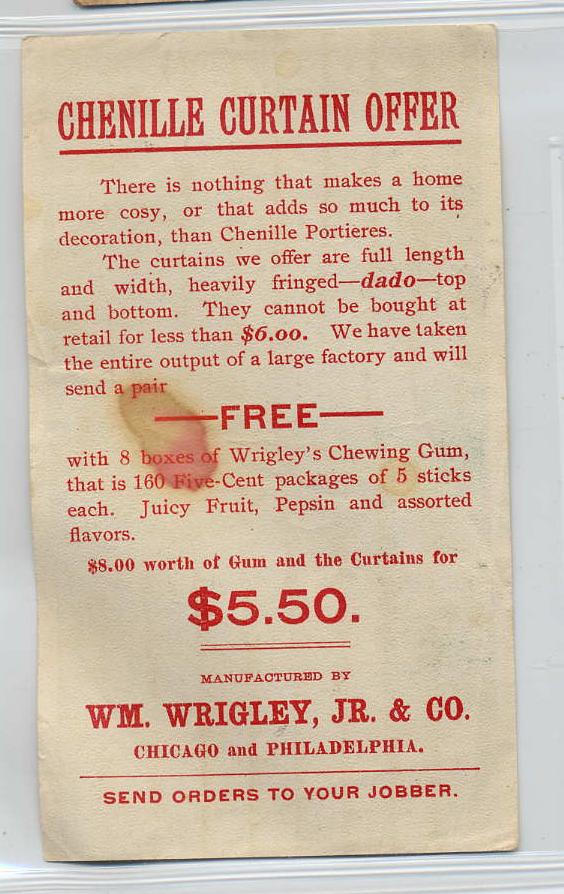 CHENILLE CURTAIN OFFER
There is nothing that makes a home
more cosy, or that adds so much to its
decoration, than Chenille Portieres.
The curtains we offer are full length
and width, heavily fringed—dado—top
and bottom. They cannot be bought at
retail for less than $6.00. We have taken
the entire output of a large factory and will
send a pair
—FREE—
with 8 boxes of Wrigley's Chewing Gum,
that is 160 Five-Cent packages of 5 sticks
each. Juicy Fruit, Pepsin and assorted
flavors.
$8.00 worth of Gum and the Curtains for
$5.50.
MANUFACTURED BY
WM. WRIGLEY, JR. & CO.
CHICAGO and PHILADELPHIA.
SEND ORDERS TO YOUR JOBBER.